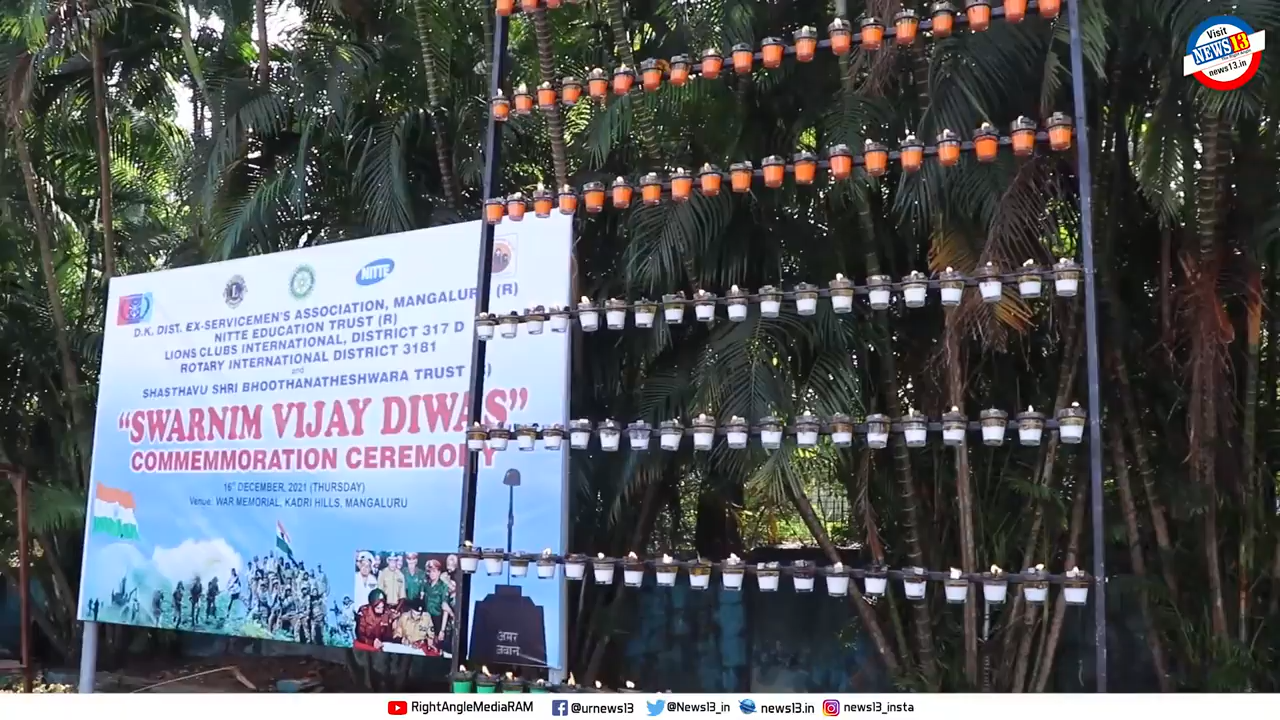 Visit
NEWS13
news13.in
NITTE
D.K. DIST. EX-SERVICEMEN'S ASSOCIATION, MANGALURU (R)
NITTE EDUCATION TRUST (R)
LIONS CLUBS INTERNATIONAL, DISTRICT 317 D
ROTARY INTERNATIONAL DISTRICT 3181
and
SHASTHAVU SHRI BHOOTHANATHESHWARA TRUST
"SWARNIM VIJAY DIWAS"
COMMEMMORATION CEREMONY
16th DECEMBER, 2021 (THURSDAY)
Venue: WAR MEMORIAL, KADRI HILLS, MANGALURU
अमर
जवान
RightAngleMediaRAM @urnews13 @News13_in news13.in news13_insta